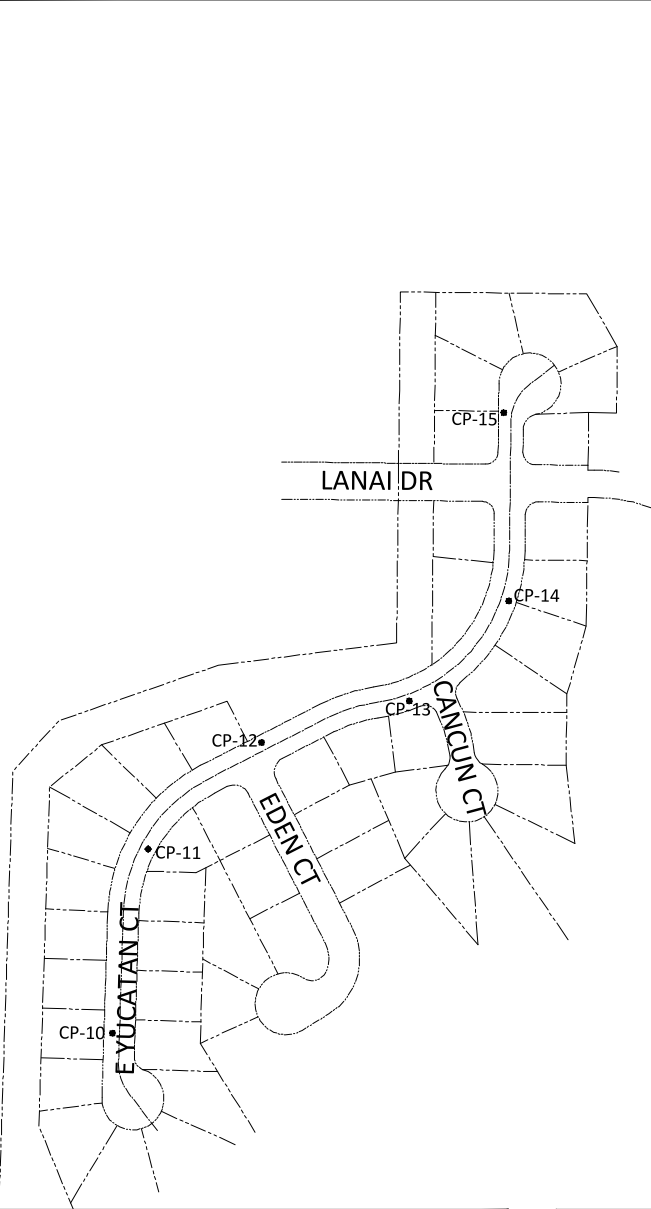 CP-15
LANAI DR
CP-14
CP-13
CANCUN CT
CP-12
EDEN CT
CP-11
E YUCATAN CT
CP-10